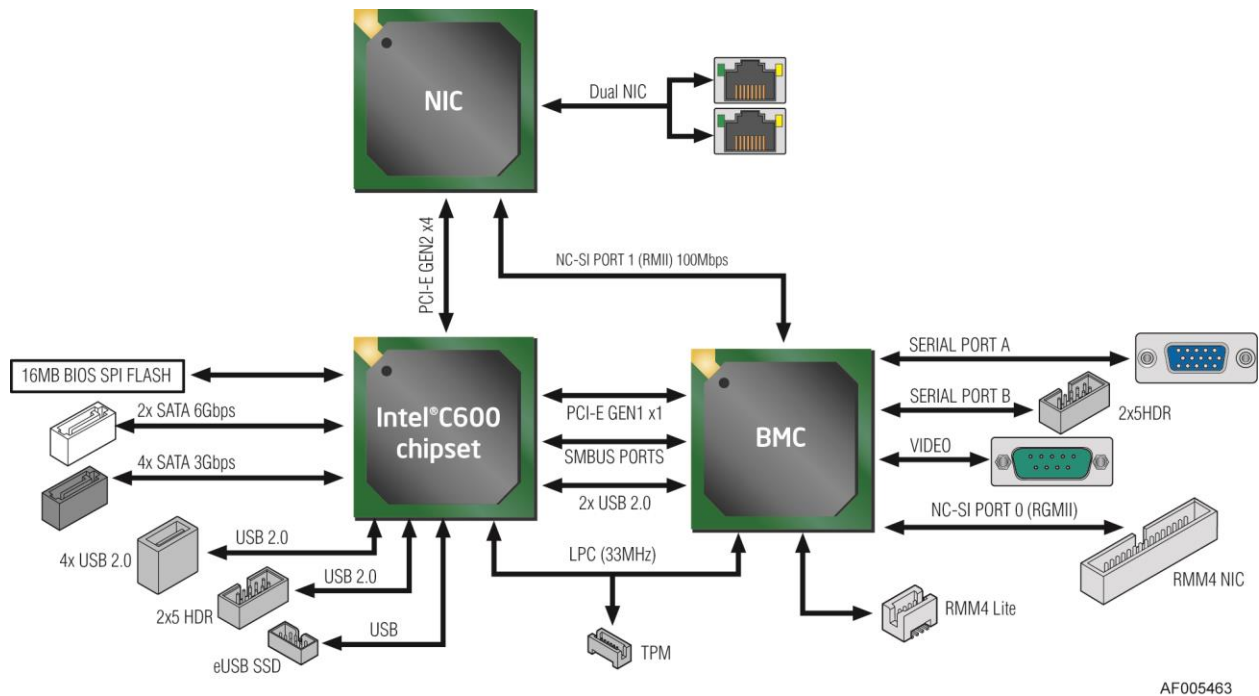 NIC
Dual NIC
PCI-E GEN2 x4
NC-SI PORT 1 (RMII) 100Mbps
16MB BIOS SPI FLASH
2x SATA 6Gbps
4x SATA 3Gbps
Intel®C600
chipset
PCI-E GEN1 x1
SMBUS PORTS
2x USB 2.0
BMC
SERIAL PORT A
SERIAL PORT B
2x5HDR
VIDEO
NC-SI PORT 0 (RGMII)
RMM4 NIC
USB 2.0
4x USB 2.0
USB 2.0
2x5 HDR
USB
eUSB SSD
LPC (33MHz)
TPM
RMM4 Lite
AF005463